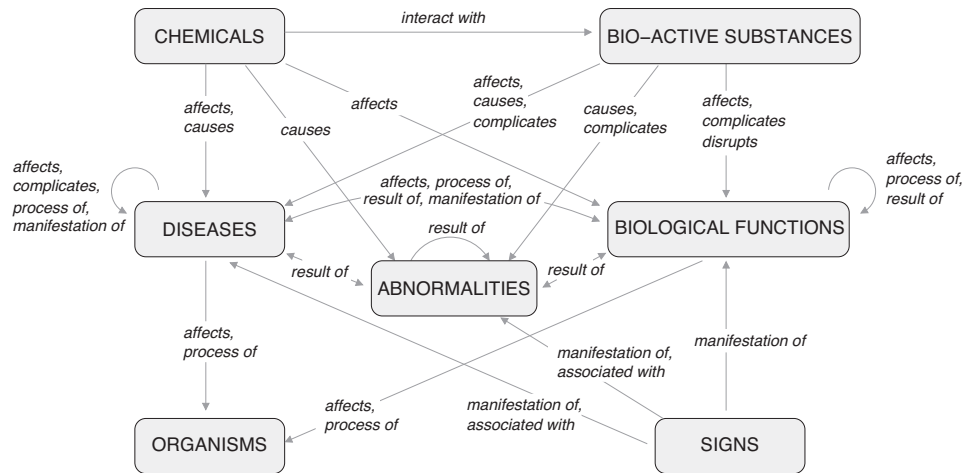 interact with
CHEMICALS
BIO–ACTIVE SUBSTANCES
affects,
causes
causes
affects
affects,
causes,
complicates
causes,
complicates
affects,
complicates
disrupts
affects,
complicates,
process of,
manifestation of
affects, process of,
result of, manifestation of
affects,
process of,
result of
DISEASES
result of
BIOLOGICAL FUNCTIONS
result of
ABNORMALITIES
result of
affects,
process of
manifestation of,
associated with
manifestation of
affects,
process of
manifestation of,
associated with
ORGANISMS
SIGNS